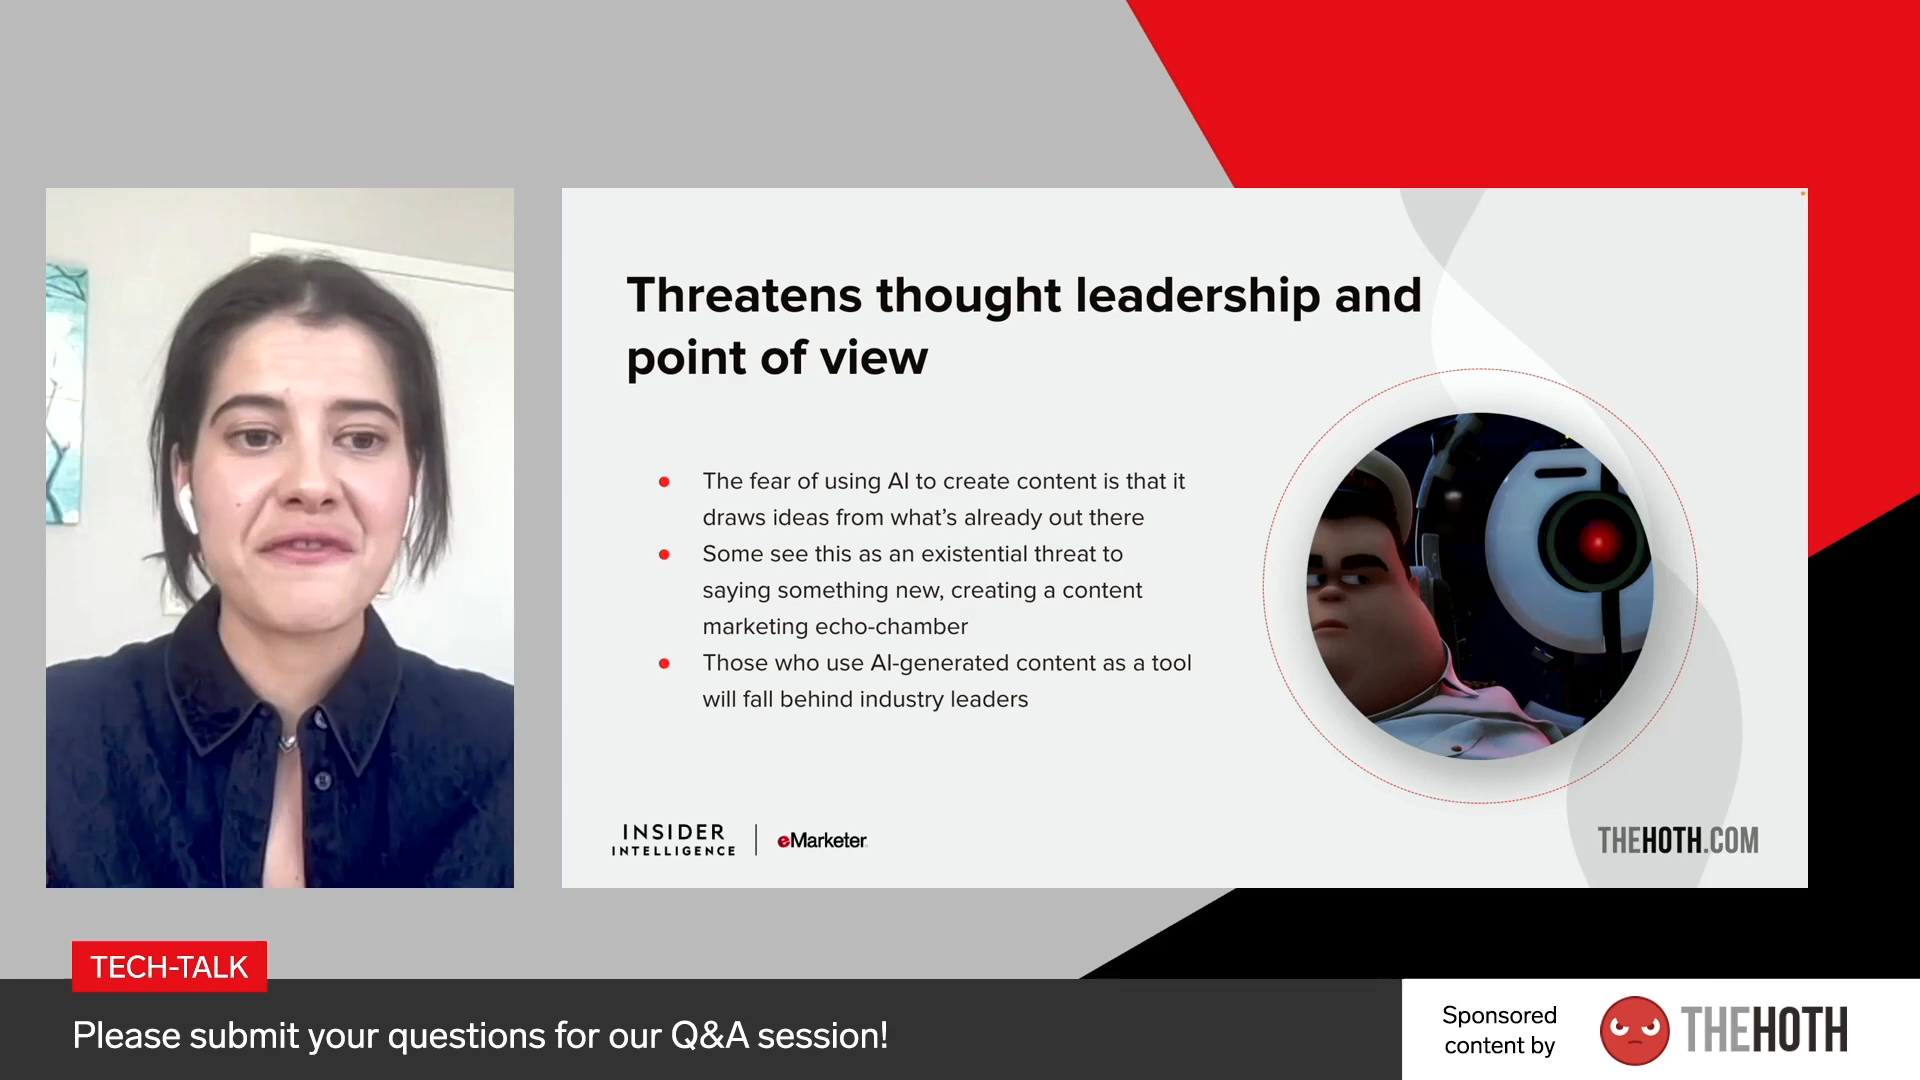 Threatens thought leadership and
point of view
The fear of using AI to create content is that it
draws ideas from what’s already out there
Some see this as an existential threat to
saying something new, creating a content
marketing echo-chamber
Those who use AI-generated content as a tool
will fall behind industry leaders
INSIDER
INTELLIGENCE
eMarketer
THEHOTH.COM
TECH-TALK
Please submit your questions for our Q&A session!
Sponsored
content by
THEHOTH